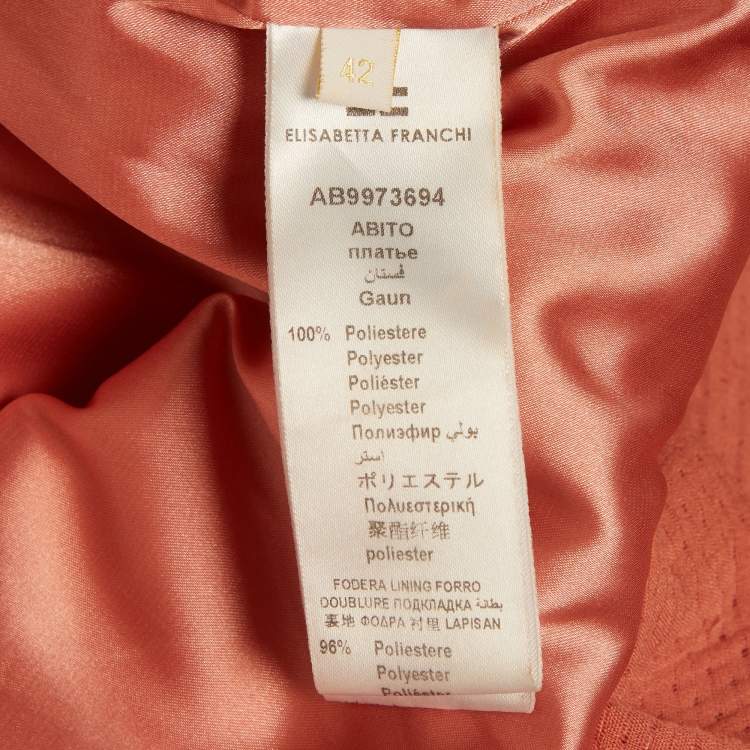 42
ELISABETTA FRANCHI
AB9973694
ABITO
платье
فستان
Gaun
100% Poliestere
Polyester
Poliéster
Polyester
Полиэфир بولي
استر
ポリエステル
Πολυεστερική
聚酯纤维
poliester
FODERA LINING FORRO
DOUBLURE ПОДКЛАДКА بطانة
裏地 ΦΟΔΡΑ 衬里 LAPISAN
96% Poliestere
Polyester
Poliéster